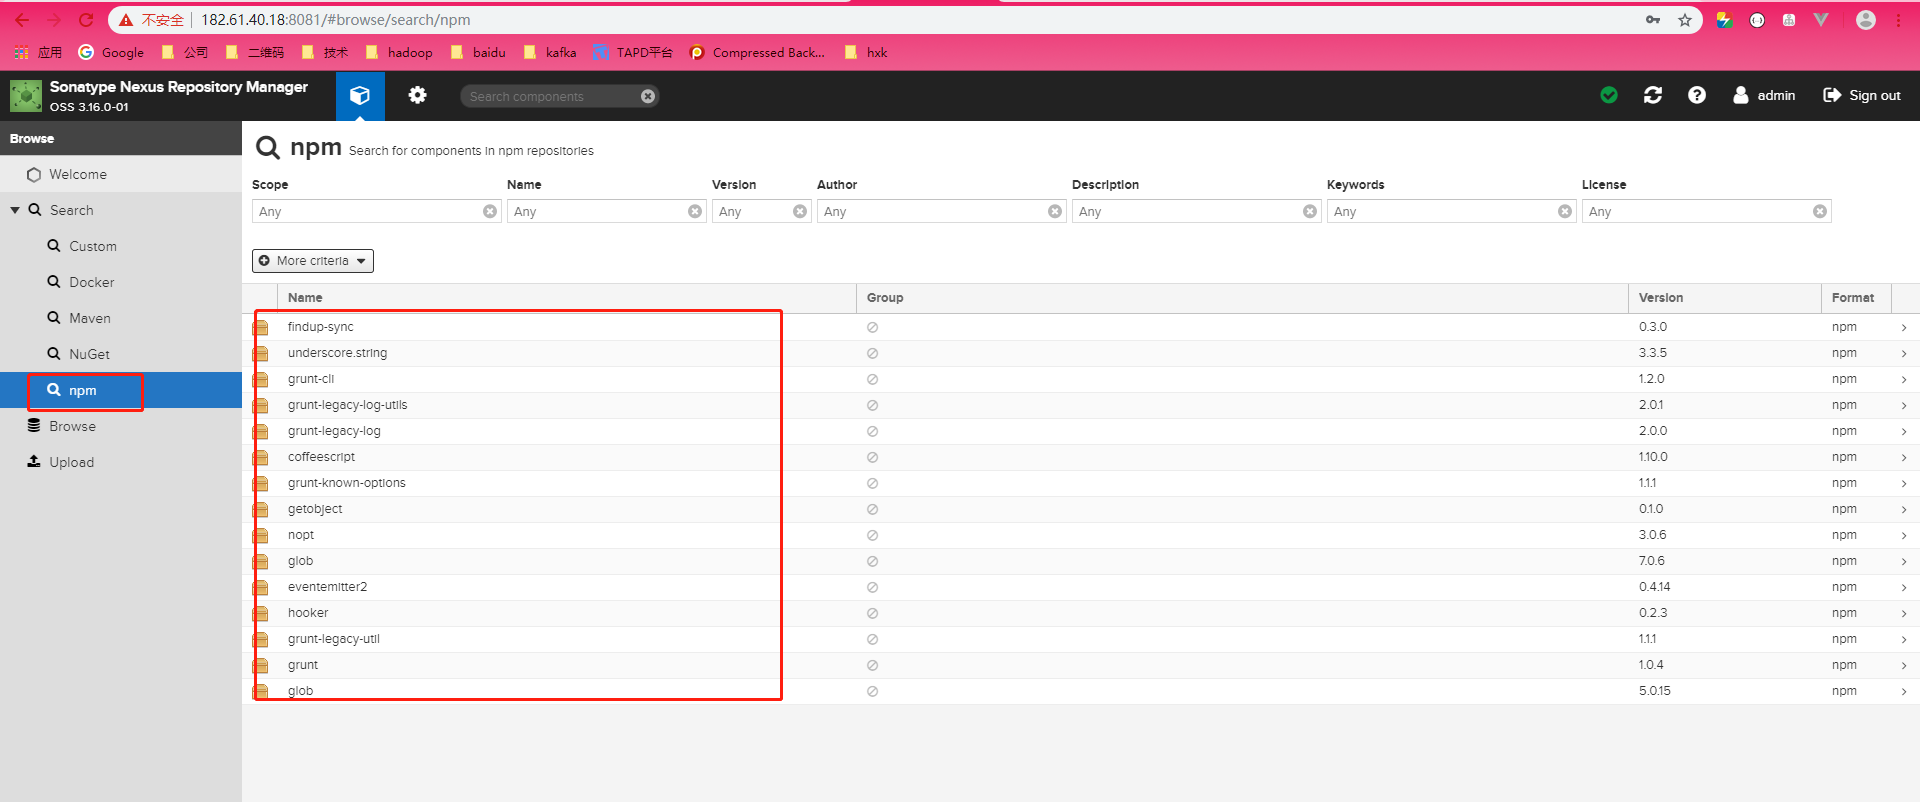 不安全 182.61.40.18:8081/#browse/search/npm
应用 Google 公司 二维码 技术 hadoop baidu kafka TAPD平台 Compressed Back... hxk
Sonatype Nexus Repository Manager
OSS 3.16.0-01
Search components
admin Sign out
Browse
Welcome
Search
Custom
Docker
Maven
NuGet
npm
Browse
Upload
npm Search for components in npm repositories
Scope Name Version Author Description Keywords License
Any Any Any Any Any Any Any
More criteria
Name Group Version Format
findup-sync 0.3.0 npm
underscore.string 3.3.5 npm
grunt-cli 1.2.0 npm
grunt-legacy-log-utils 2.0.1 npm
grunt-legacy-log 2.0.0 npm
coffeescript 1.10.0 npm
grunt-known-options 1.1.1 npm
getobject 0.1.0 npm
nopt 3.0.6 npm
glob 7.0.6 npm
eventemitter2 0.4.14 npm
hooker 0.2.3 npm
grunt-legacy-util 1.1.1 npm
grunt 1.0.4 npm
glob 5.0.15 npm